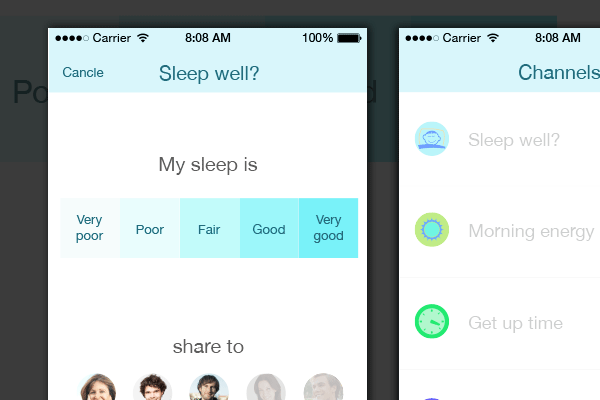 Carrier 8:08 AM 100%
Cancle Sleep well?
My sleep is
Very poor
Poor
Fair
Good
Very good
share to
Carrier 8:08 AM
Channels
Sleep well?
Morning energy
Get up time